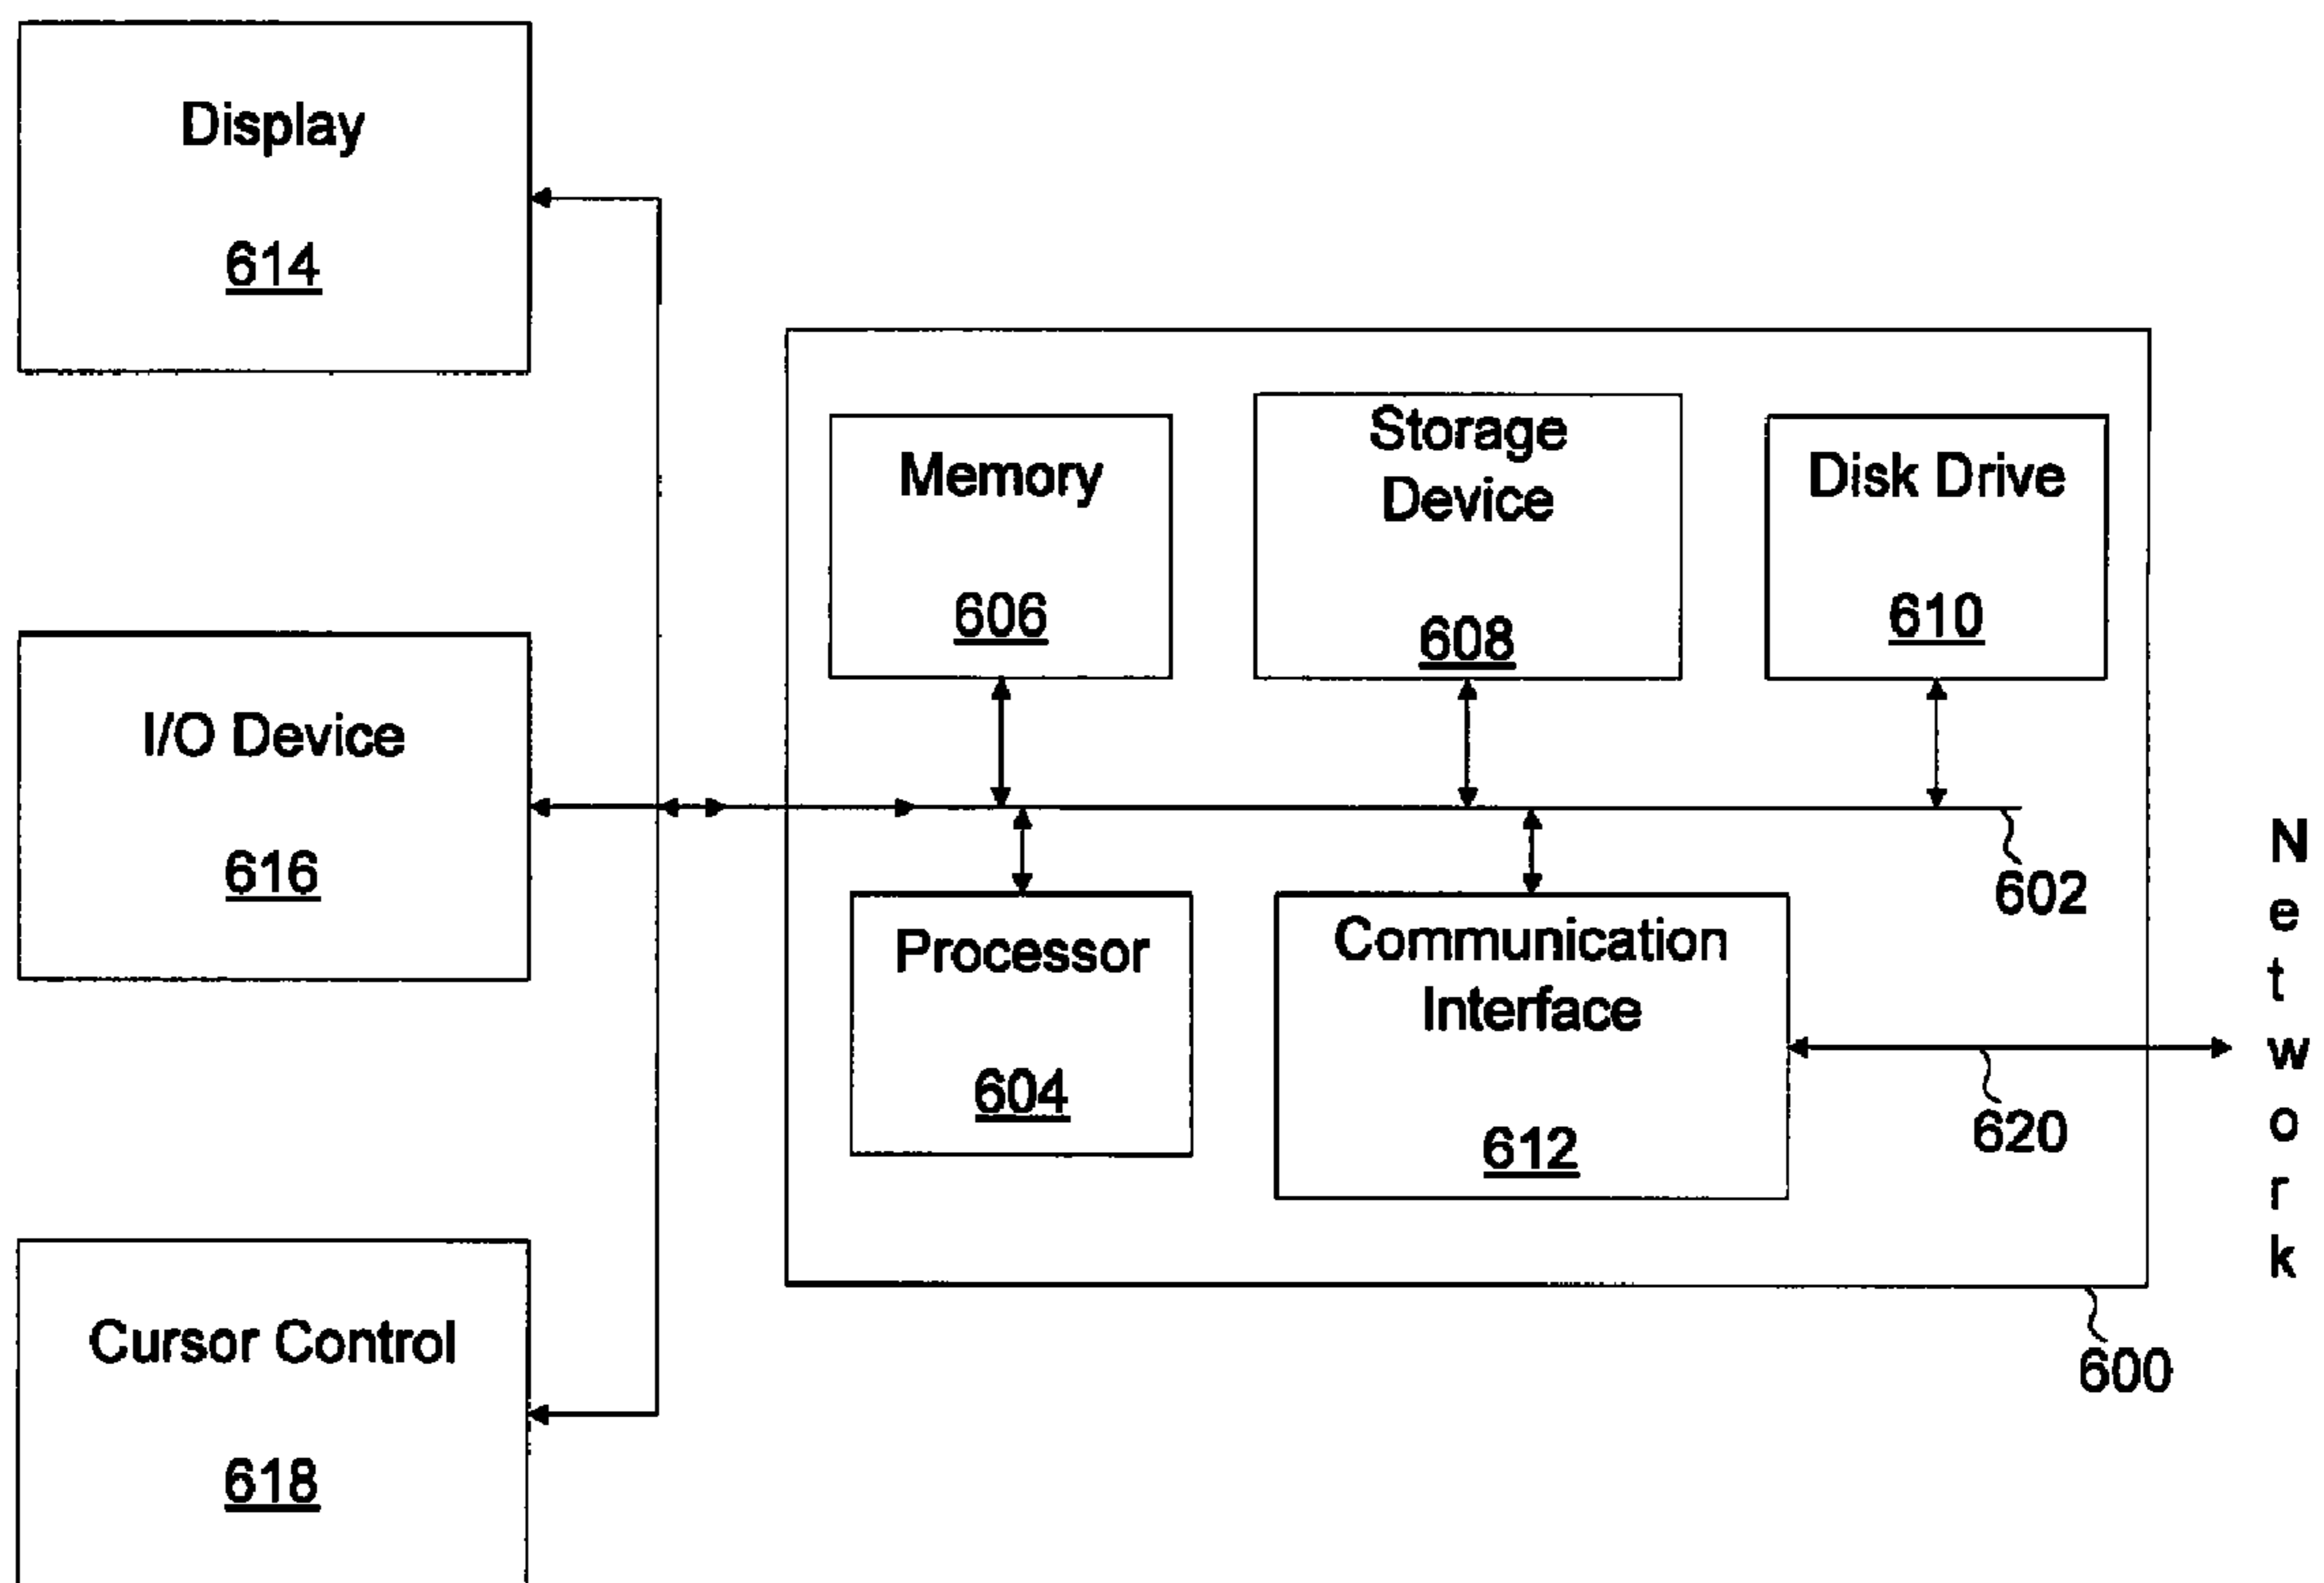 Display
614
Memory
606
Storage
Device
608
Disk Drive
610
I/O Device
616
602
Processor
604
Communication
Interface
612
620
Network
600
Cursor Control
618